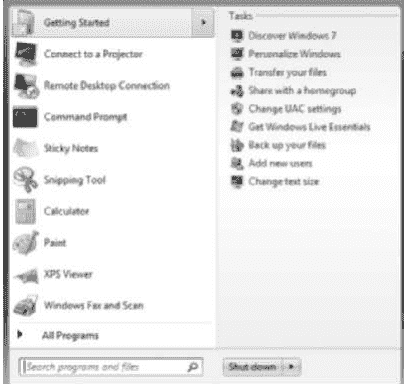 Getting Started
Connect to a Projector
Remote Desktop Connection
Command Prompt
Sticky Notes
Snipping Tool
Calculator
Paint
XPS Viewer
Windows Fax and Scan
All Programs
Search programs and files
Tasks
Discover Windows 7
Personalize Windows
Transfer your files
Share with a homegroup
Change UAC settings
Get Windows Live Essentials
Back up your files
Add new users
Change text size
Shut down